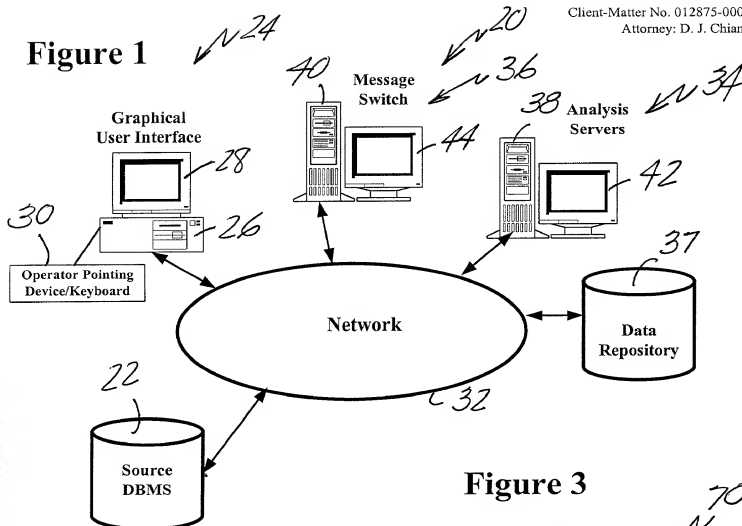 Client-Matter No. 012875-000
Attorney: D. J. Chian
Figure 1
24
20
36
34
40
Message
Switch
38
Analysis
Servers
Graphical
User Interface
28
44
42
26
30
Operator Pointing
Device/Keyboard
37
Network
Data
Repository
22
32
Source
DBMS
Figure 3
70